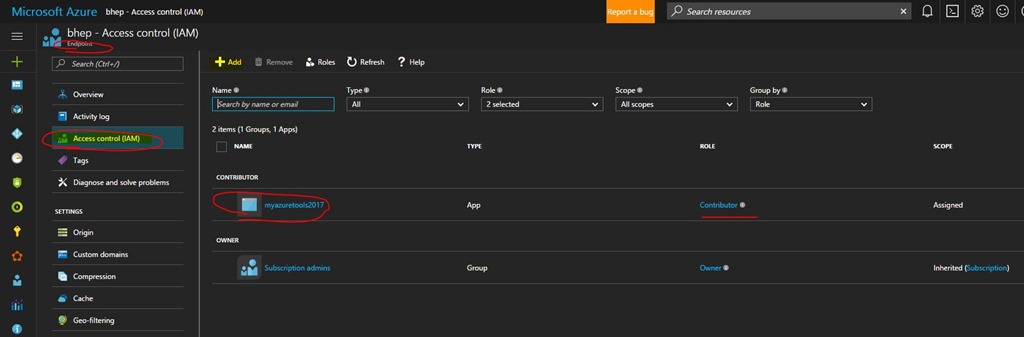 Microsoft Azure bhep - Access control (IAM)
Report a bug
Search resources
bhep - Access control (IAM)
Endpoint
Search (Ctrl+/)
Overview
Activity log
Access control (IAM)
Tags
Diagnose and solve problems
SETTINGS
Origin
Custom domains
Compression
Cache
Geo-filtering
Add Remove Roles Refresh Help
Name Type Role Scope Group by
Search by name or email All 2 selected All scopes Role
2 items (1 Groups, 1 Apps)
NAME TYPE ROLE SCOPE
CONTRIBUTOR
myazuretools2017 App Contributor Assigned
OWNER
Subscription admins Group Owner Inherited (Subscription)